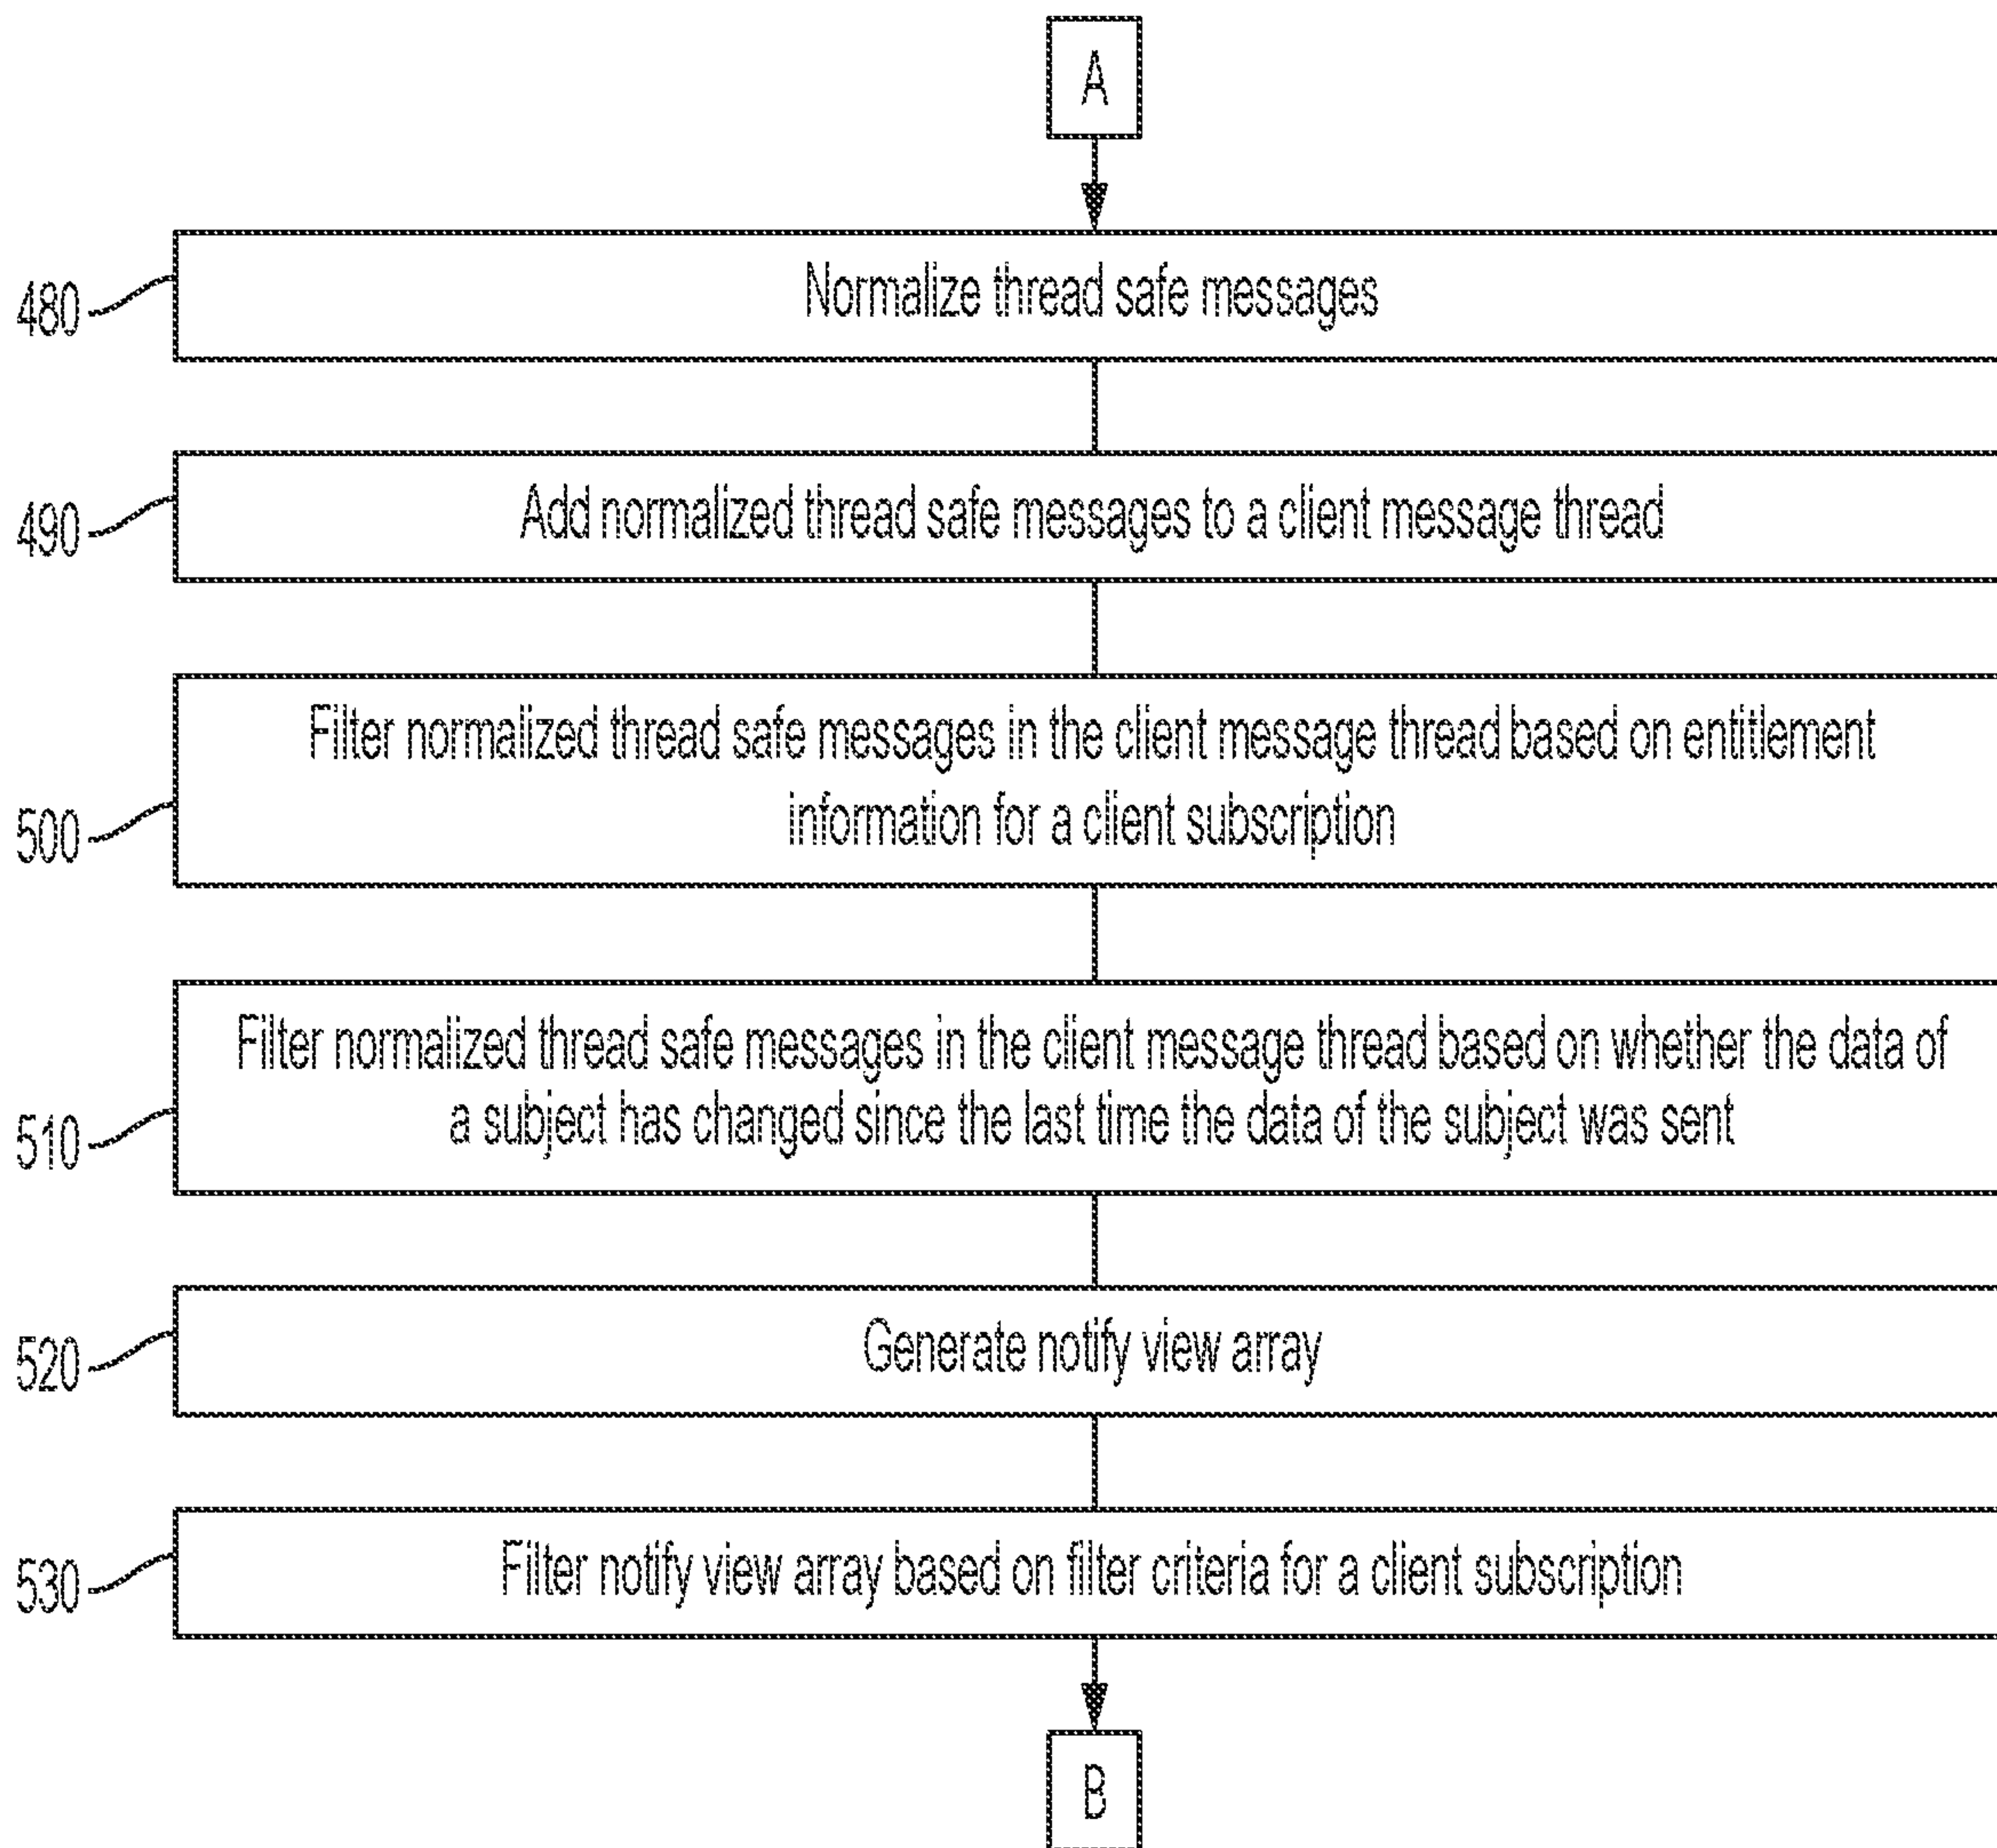 A
480
Normalize thread safe messages
490
Add normalized thread safe messages to a client message thread
500
Filter normalized thread safe messages in the client message thread based on entitlement
information for a client subscription
510
Filter normalized thread safe messages in the client message thread based on whether the data of
a subject has changed since the last time the data of the subject was sent
520
Generate notify view array
530
Filter notify view array based on filter criteria for a client subscription
B